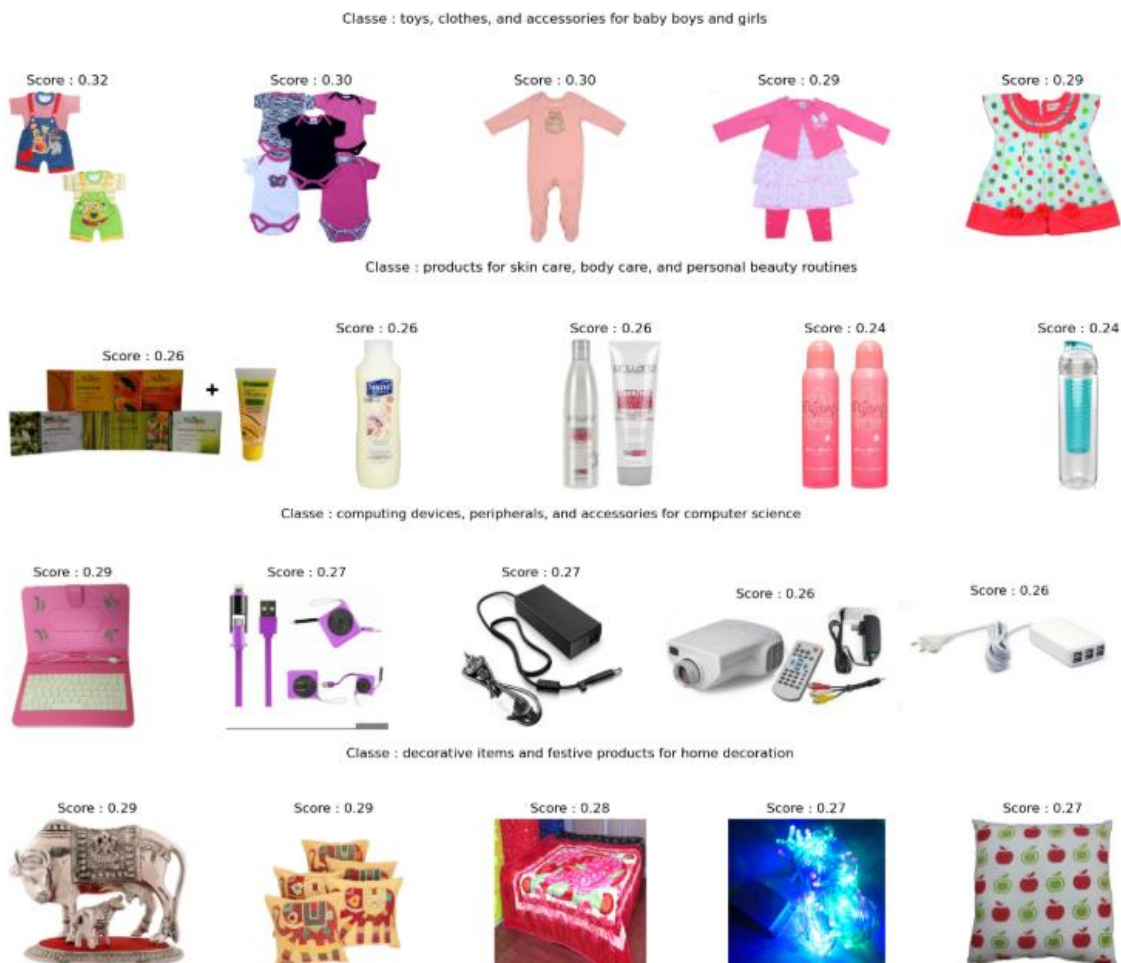 Classe : toys, clothes, and accessories for baby boys and girls
Score : 0.32
Score : 0.30
Score : 0.30
Score : 0.29
Score : 0.29
Classe : products for skin care, body care, and personal beauty routines
Score : 0.26
Score : 0.26
Score : 0.26
Score : 0.24
Score : 0.24
+
Classe : computing devices, peripherals, and accessories for computer science
Score : 0.29
Score : 0.27
Score : 0.27
Score : 0.26
Score : 0.26
Classe : decorative items and festive products for home decoration
Score : 0.29
Score : 0.29
Score : 0.28
Score : 0.27
Score : 0.27